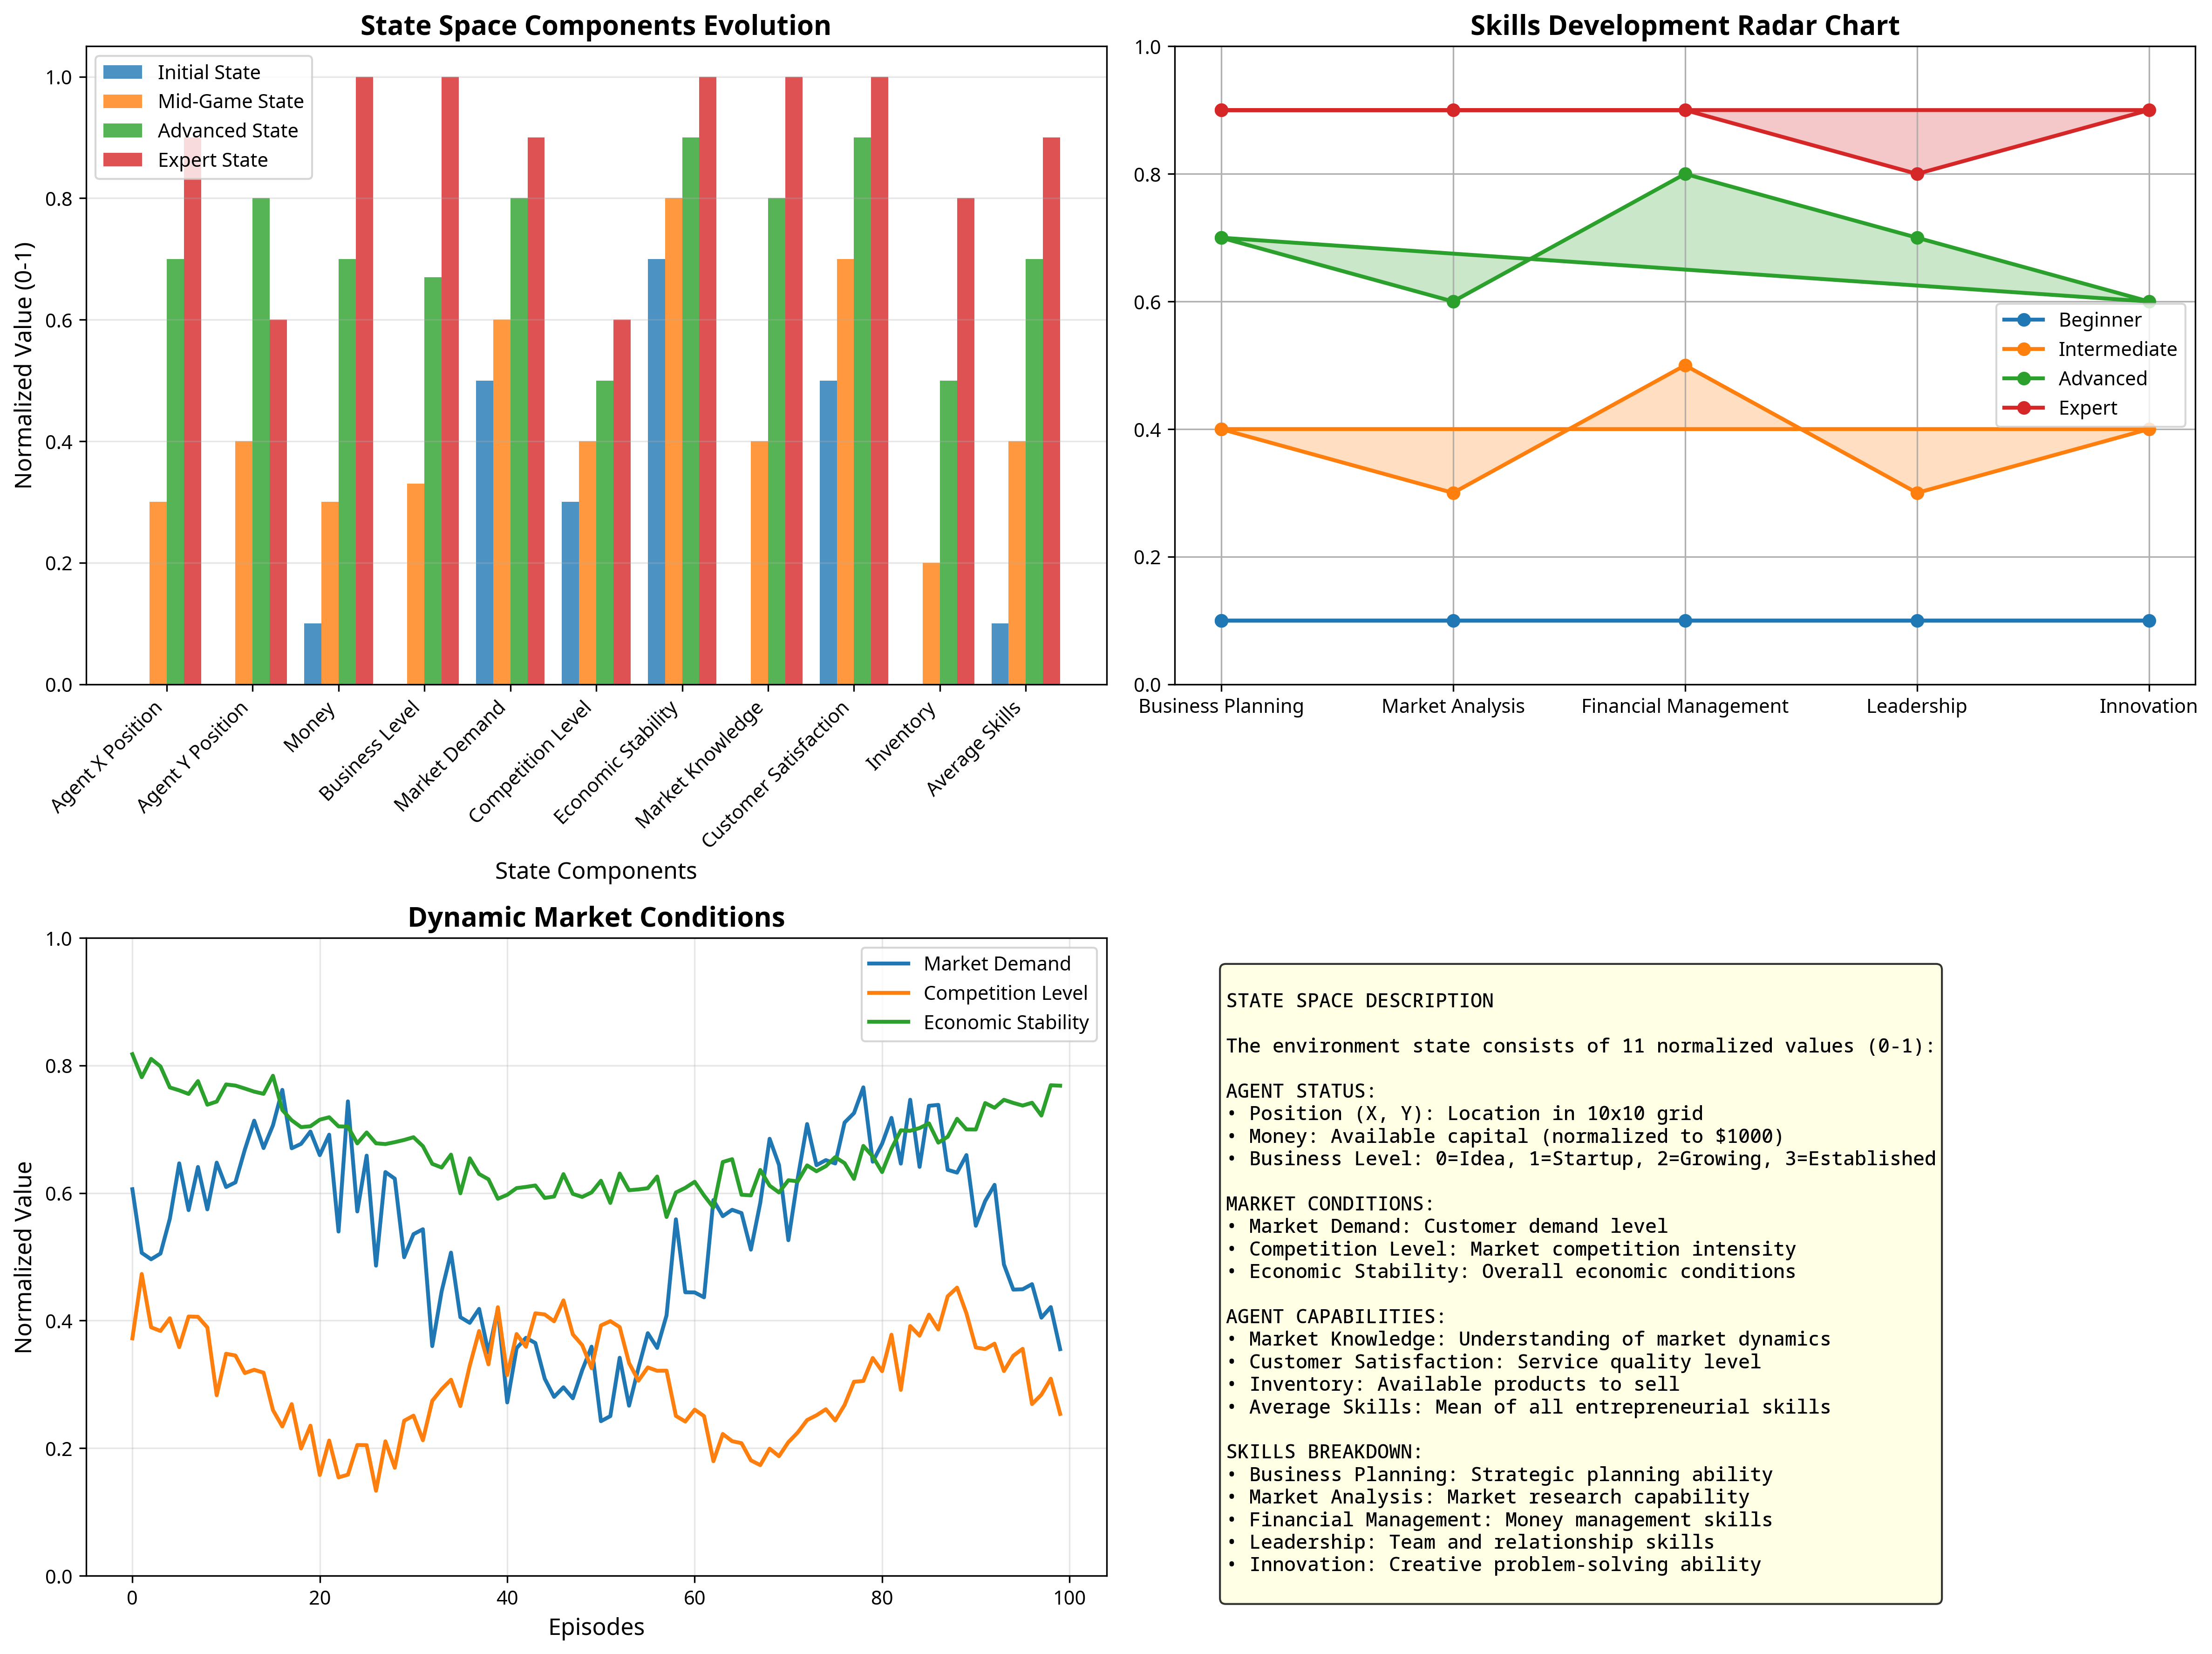 State Space Components Evolution
Normalized Value (0-1)
1.0
0.8
0.6
0.4
0.2
0.0
Initial State
Mid-Game State
Advanced State
Expert State
Agent X Position
Agent Y Position
Money
Business Level
Market Demand
Competition Level
Economic Stability
Market Knowledge
Customer Satisfaction
Inventory
Average Skills
State Components
Skills Development Radar Chart
1.0
0.8
0.6
0.4
0.2
0.0
Beginner
Intermediate
Advanced
Expert
Business Planning
Market Analysis
Financial Management
Leadership
Innovation
Dynamic Market Conditions
Normalized Value
1.0
0.8
0.6
0.4
0.2
0.0
Market Demand
Competition Level
Economic Stability
0
20
40
60
80
100
Episodes
STATE SPACE DESCRIPTION
The environment state consists of 11 normalized values (0-1):
AGENT STATUS:
• Position (X, Y): Location in 10x10 grid
• Money: Available capital (normalized to $1000)
• Business Level: 0=Idea, 1=Startup, 2=Growing, 3=Established
MARKET CONDITIONS:
• Market Demand: Customer demand level
• Competition Level: Market competition intensity
• Economic Stability: Overall economic conditions
AGENT CAPABILITIES:
• Market Knowledge: Understanding of market dynamics
• Customer Satisfaction: Service quality level
• Inventory: Available products to sell
• Average Skills: Mean of all entrepreneurial skills
SKILLS BREAKDOWN:
• Business Planning: Strategic planning ability
• Market Analysis: Market research capability
• Financial Management: Money management skills
• Leadership: Team and relationship skills
• Innovation: Creative problem-solving ability